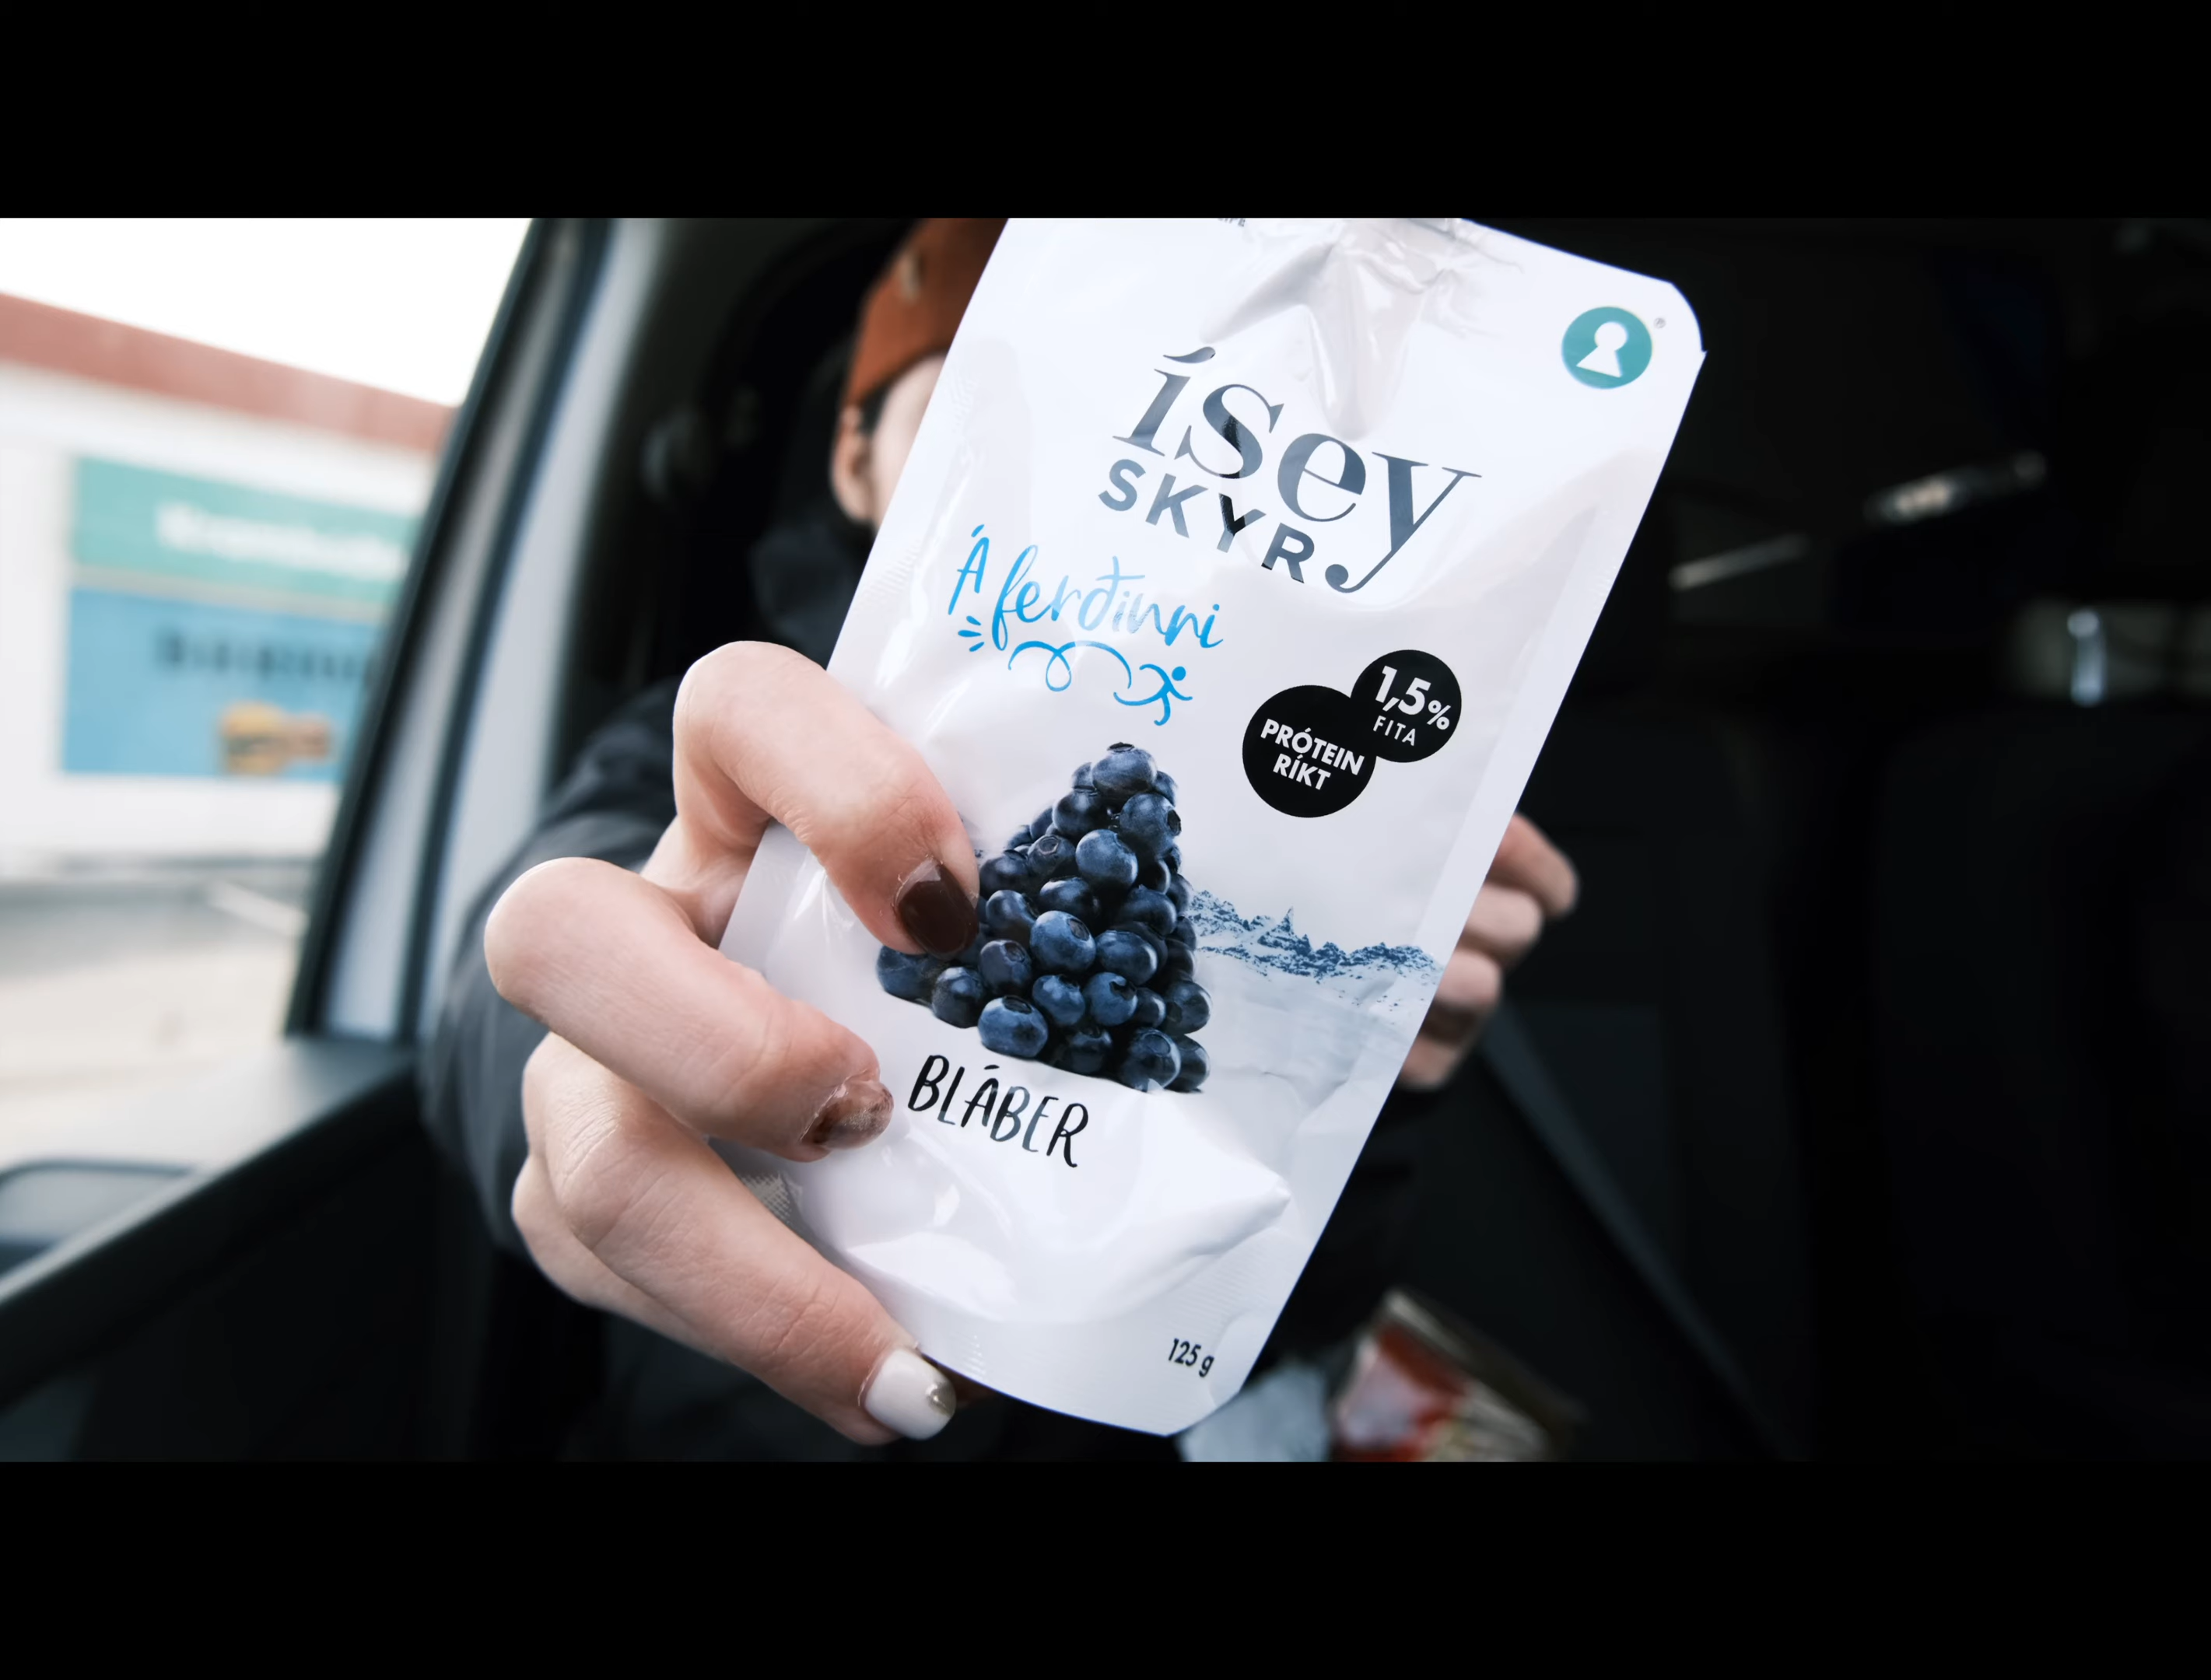 ®
ísey
SKYR
Á ferðinni
1,5%
FITA
PRÓTEIN
RÍKT
BLÁBER
125 g